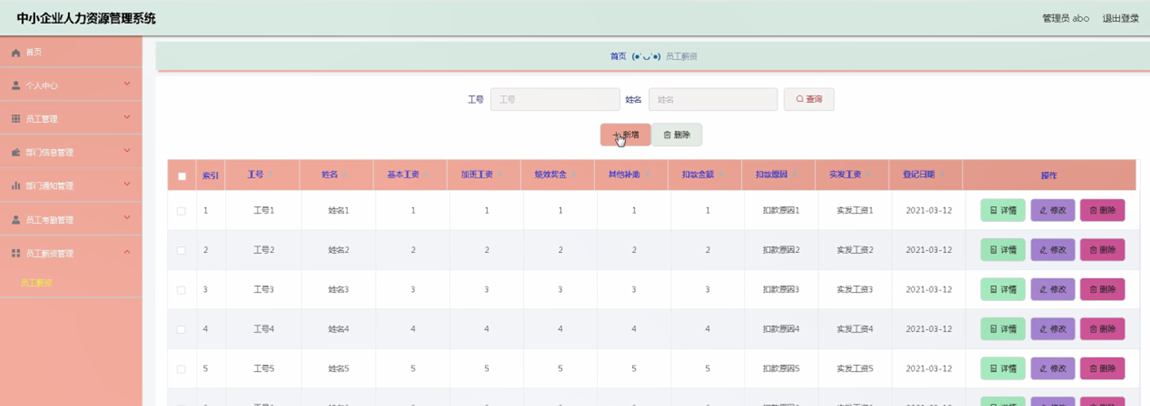 中小企业人力资源管理系统
管理员 abo 退出登录
首页
个人中心
员工管理
部门信息管理
部门通知管理
员工考勤管理
员工薪资管理
员工薪资
首页 (●'◡'●) 员工薪资
工号 工号 姓名 姓名 查询
新增 删除
索引 工号 姓名 基本工资 加班工资 绩效奖金 其他补助 扣款金额 扣款原因 实发工资 登记日期 操作
1 工号1 姓名1 1 1 1 1 1 扣款原因1 实发工资1 2021-03-12 详情 修改 删除
2 工号2 姓名2 2 2 2 2 2 扣款原因2 实发工资2 2021-03-12 详情 修改 删除
3 工号3 姓名3 3 3 3 3 3 扣款原因3 实发工资3 2021-03-12 详情 修改 删除
4 工号4 姓名4 4 4 4 4 4 扣款原因4 实发工资4 2021-03-12 详情 修改 删除
5 工号5 姓名5 5 5 5 5 5 扣款原因5 实发工资5 2021-03-12 详情 修改 删除